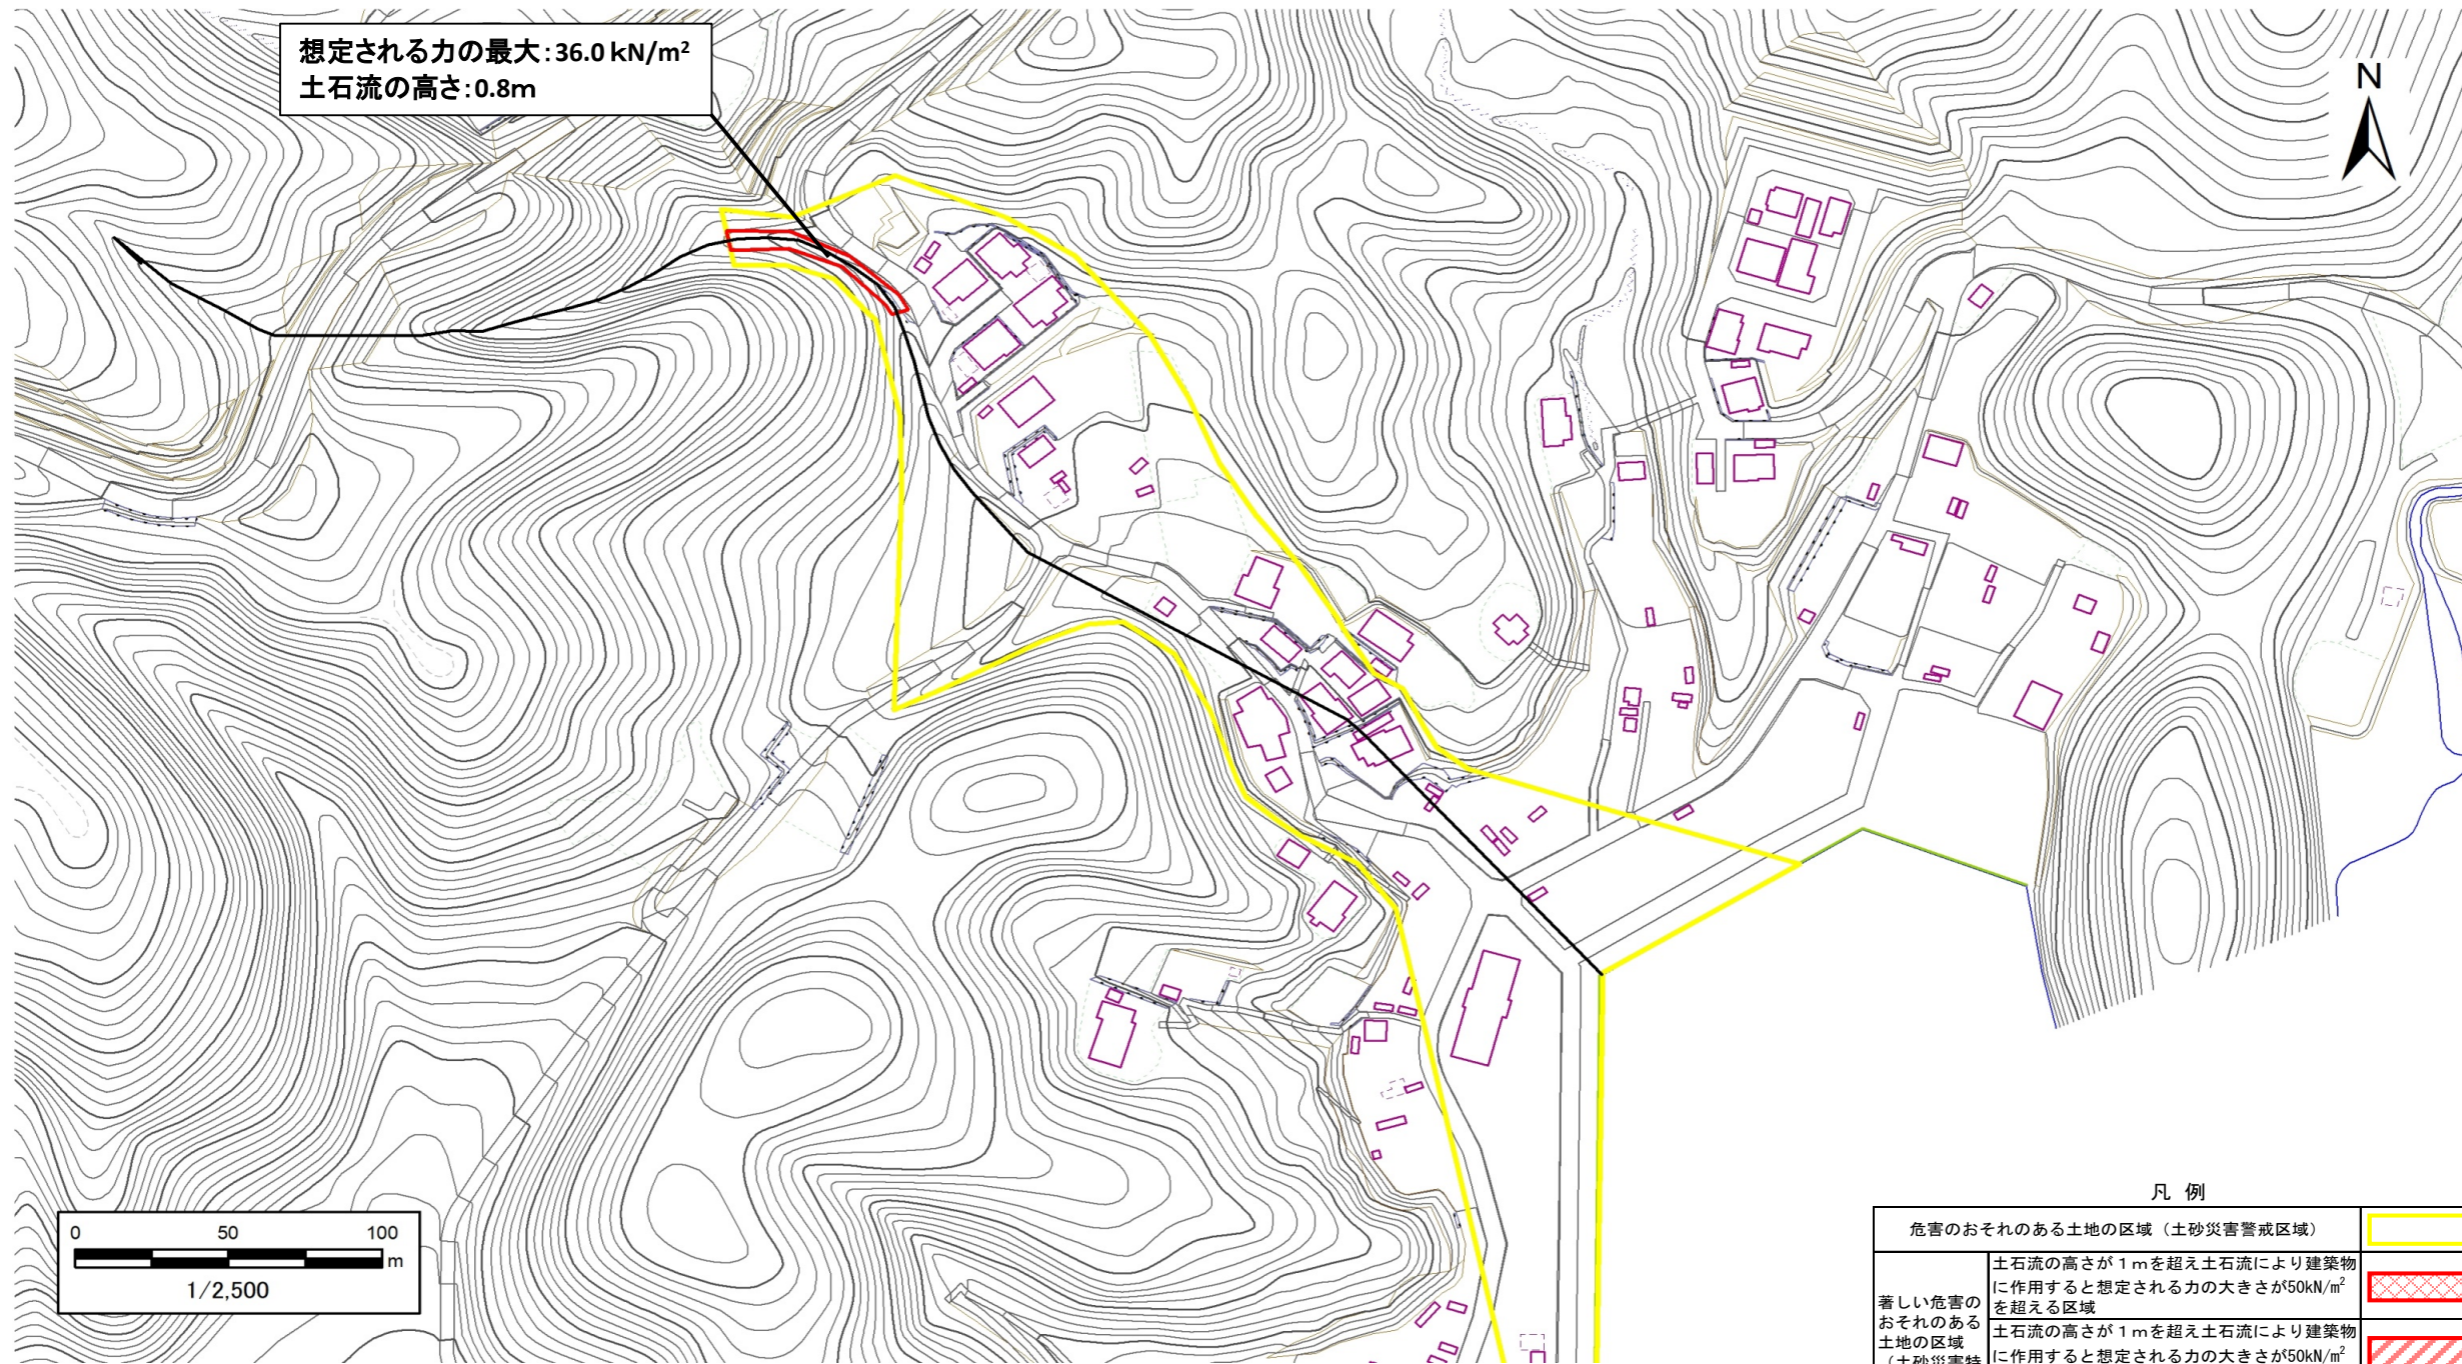 想定される力の最大：36.0 kN/m²
土石流の高さ：0.8m
N
0 50 100
m
1/2,500
凡 例
危害のおそれのある土地の区域（土砂災害警戒区域）
土石流の高さが１ｍを超え土石流により建築物
に作用すると想定される力の大きさが50kN/m²
を超える区域
著しい危害の
おそれのある
土地の区域
（土砂災害特
土石流の高さが１ｍを超え土石流により建築物
に作用すると想定される力の大きさが50kN/m²